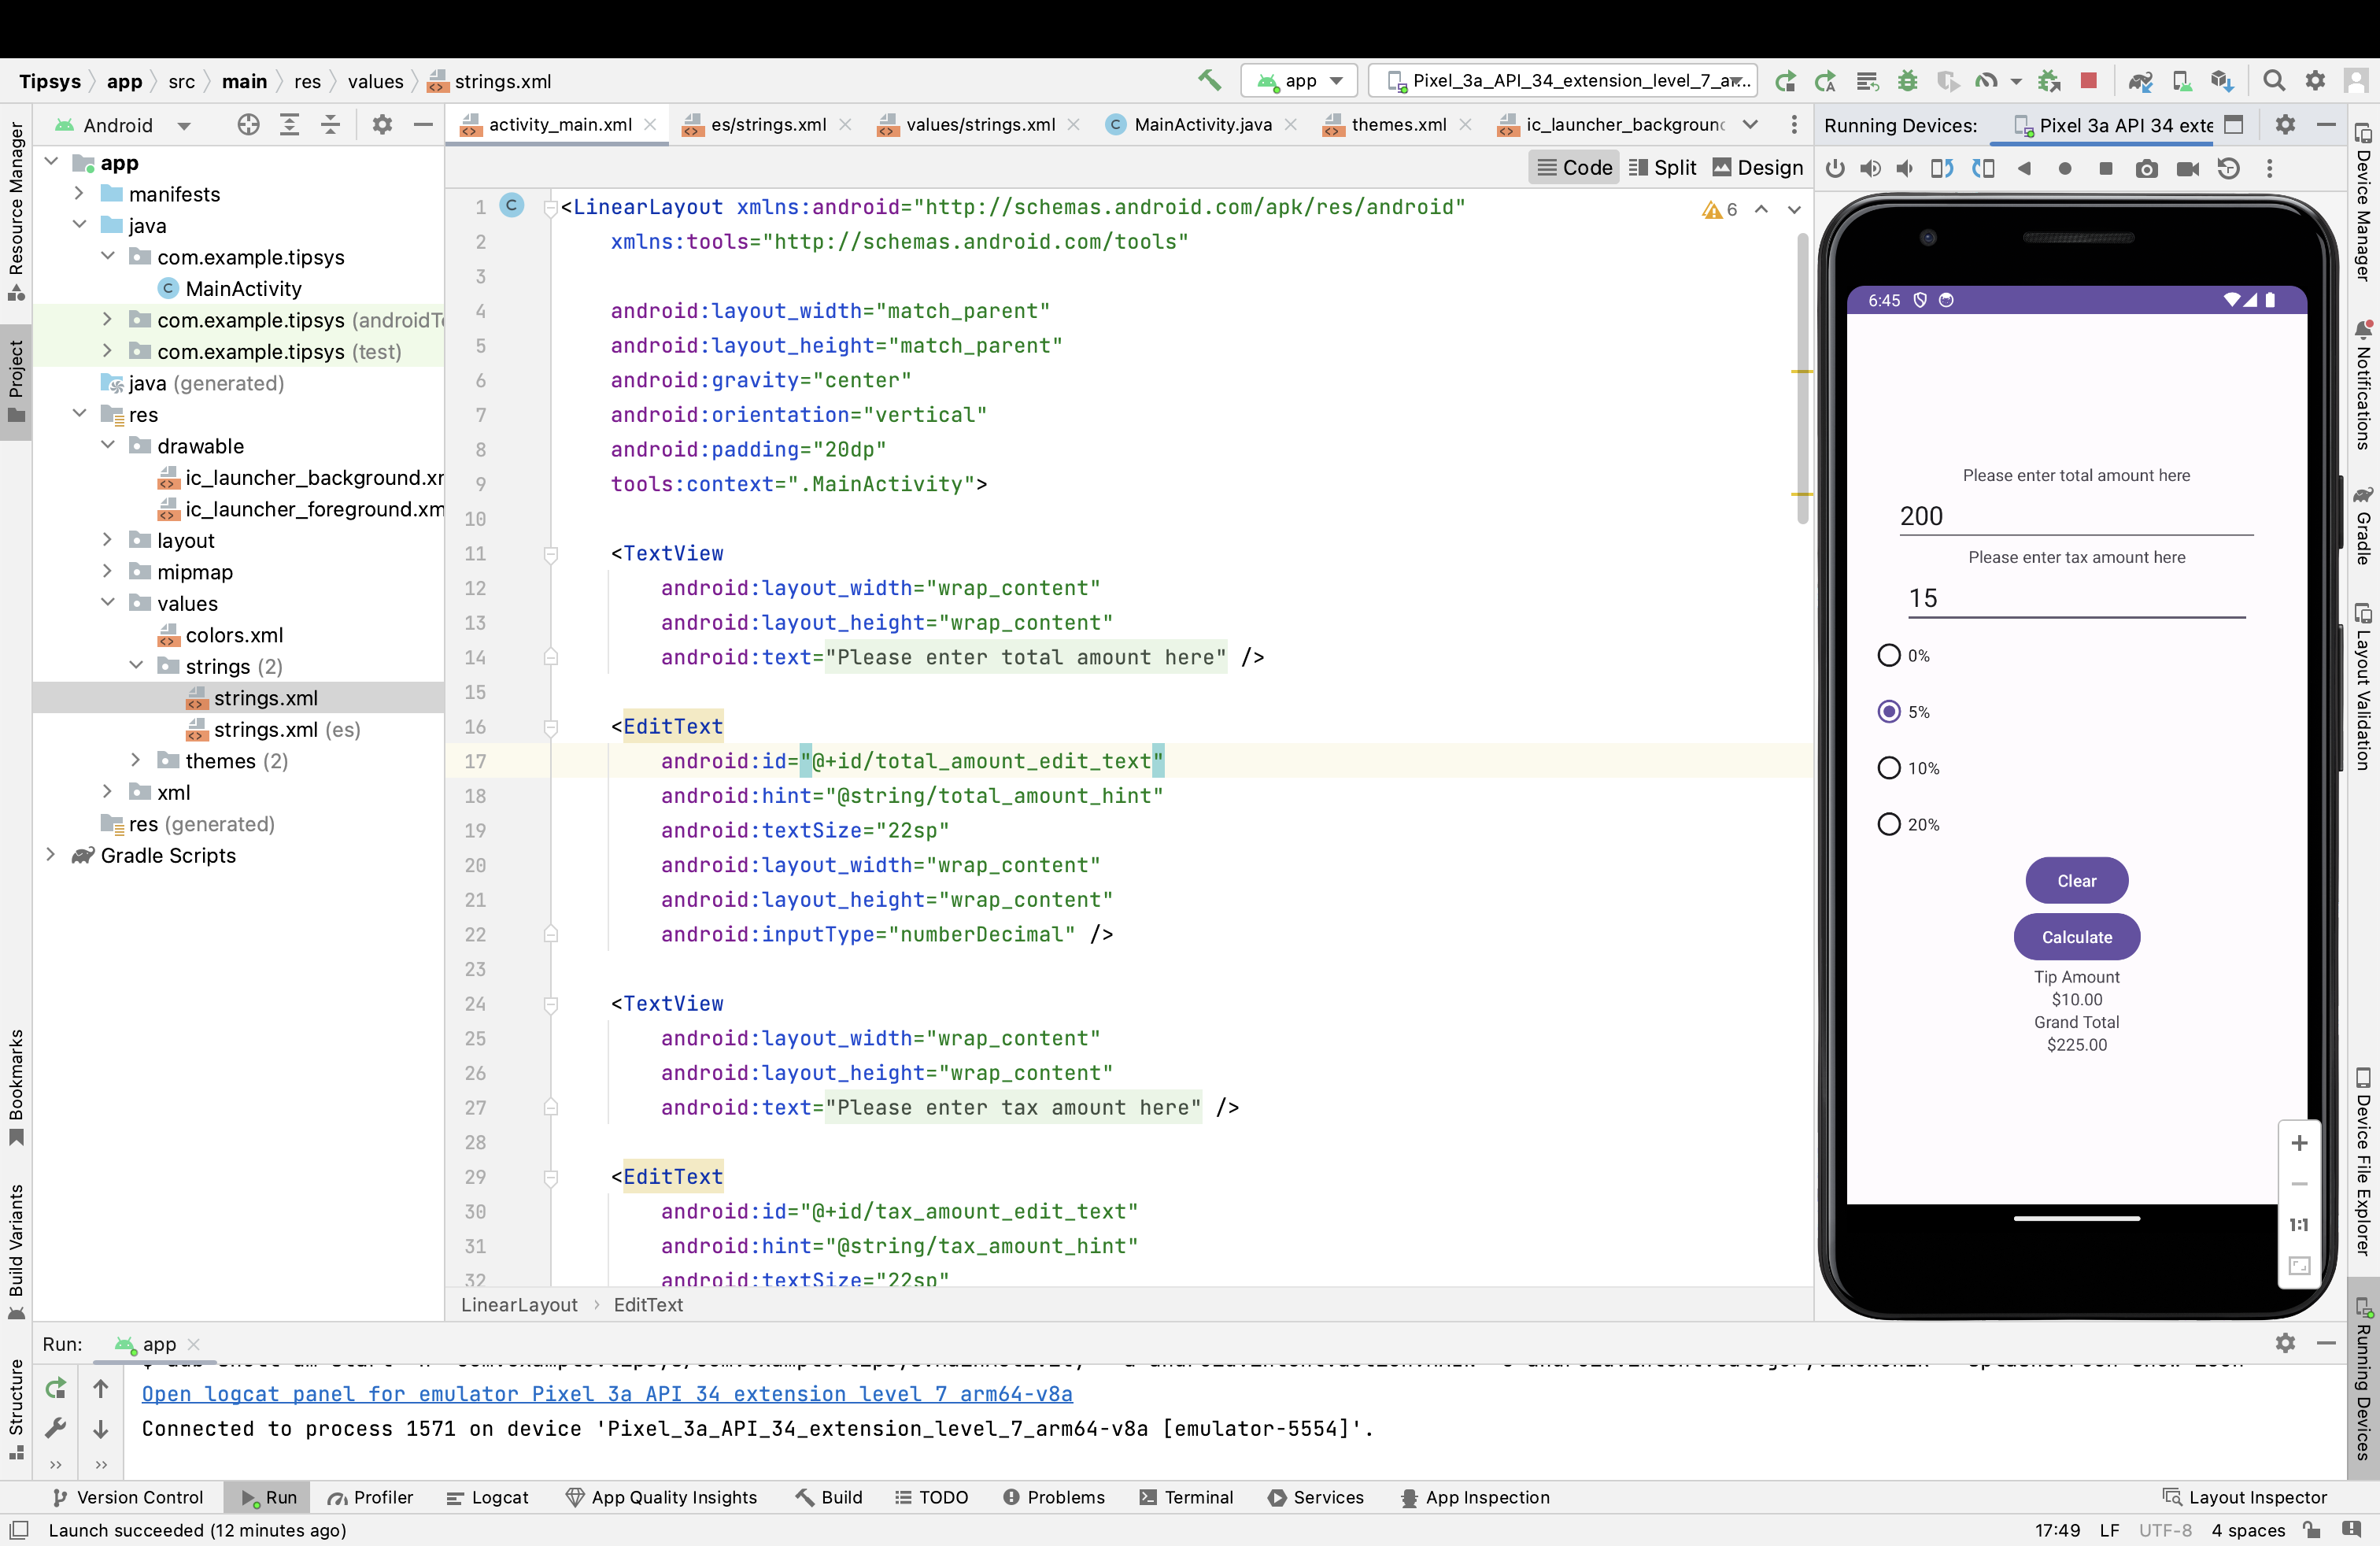 Tipsys app src main res values strings.xml
app
Pixel_3a_API_34_extension_level_7_a...
Android
activity_main.xml
es/strings.xml
values/strings.xml
MainActivity.java
themes.xml
ic_launcher_background
Running Devices:
Pixel 3a API 34 exte
Code
Split
Design
Resource Manager
Project
Bookmarks
Build Variants
Structure
app
manifests
java
com.example.tipsys
MainActivity
com.example.tipsys (androidTe
com.example.tipsys (test)
java (generated)
res
drawable
ic_launcher_background.xm
ic_launcher_foreground.xm
layout
mipmap
values
colors.xml
strings (2)
strings.xml
strings.xml (es)
themes (2)
xml
res (generated)
Gradle Scripts
6
1 <LinearLayout xmlns:android="http://schemas.android.com/apk/res/android"
2 xmlns:tools="http://schemas.android.com/tools"
3
4 android:layout_width="match_parent"
5 android:layout_height="match_parent"
6 android:gravity="center"
7 android:orientation="vertical"
8 android:padding="20dp"
9 tools:context=".MainActivity">
10
11 <TextView
12 android:layout_width="wrap_content"
13 android:layout_height="wrap_content"
14 android:text="Please enter total amount here" />
15
16 <EditText
17 android:id="@+id/total_amount_edit_text"
18 android:hint="@string/total_amount_hint"
19 android:textSize="22sp"
20 android:layout_width="wrap_content"
21 android:layout_height="wrap_content"
22 android:inputType="numberDecimal" />
23
24 <TextView
25 android:layout_width="wrap_content"
26 android:layout_height="wrap_content"
27 android:text="Please enter tax amount here" />
28
29 <EditText
30 android:id="@+id/tax_amount_edit_text"
31 android:hint="@string/tax_amount_hint"
32 android:textSize="22sp"
LinearLayout > EditText
6:45
Please enter total amount here
200
Please enter tax amount here
15
0%
5%
10%
20%
Clear
Calculate
Tip Amount
$10.00
Grand Total
$225.00
1:1
Device Manager
Notifications
Gradle
Layout Validation
Device File Explorer
Running Devices
Run:
app
Open logcat panel for emulator Pixel 3a API 34 extension level 7 arm64-v8a
Connected to process 1571 on device 'Pixel_3a_API_34_extension_level_7_arm64-v8a [emulator-5554]'.
Version Control
Run
Profiler
Logcat
App Quality Insights
Build
TODO
Problems
Terminal
Services
App Inspection
Layout Inspector
Launch succeeded (12 minutes ago)
17:49 LF UTF-8 4 spaces